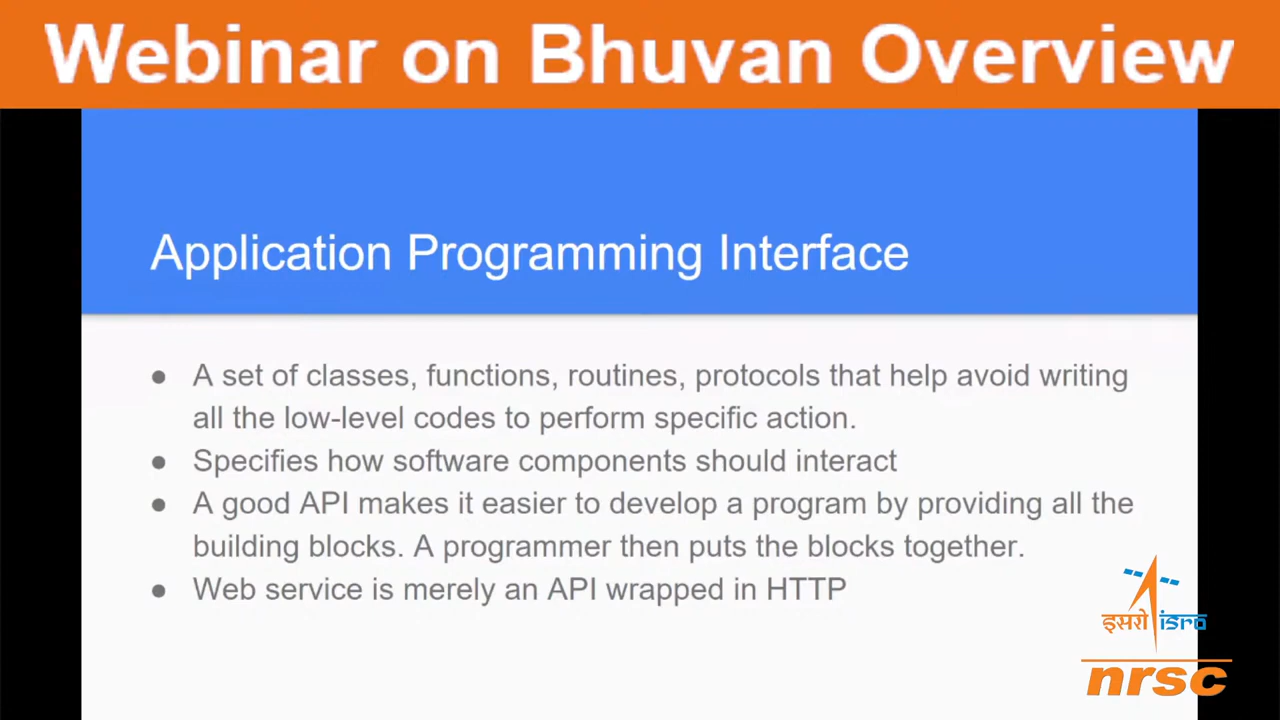 Webinar on Bhuvan Overview
Application Programming Interface
● A set of classes, functions, routines, protocols that help avoid writing
all the low-level codes to perform specific action.
● Specifies how software components should interact
● A good API makes it easier to develop a program by providing all the
building blocks. A programmer then puts the blocks together.
● Web service is merely an API wrapped in HTTP
इसरो isro
nrsc